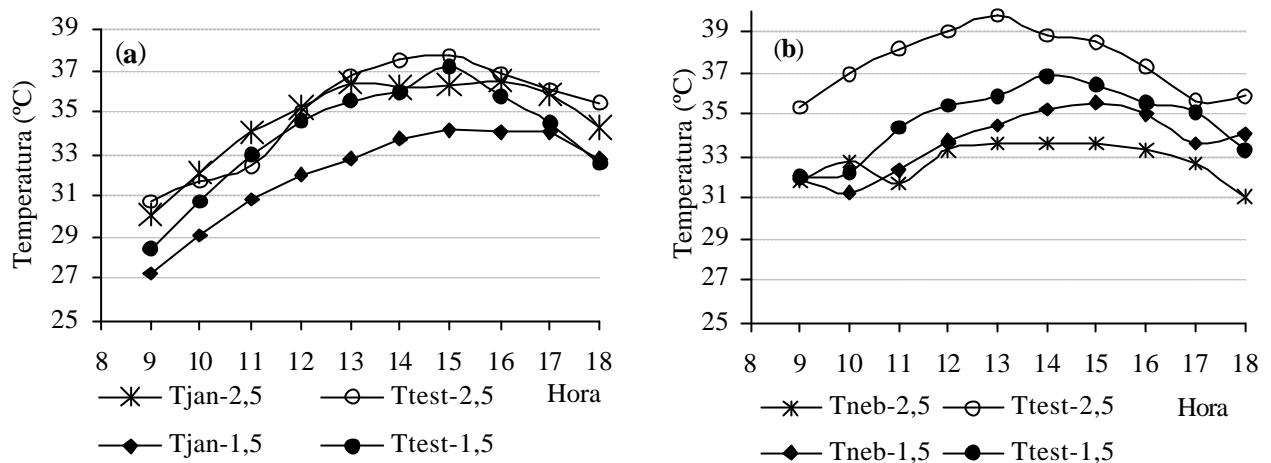 (a)
Temperatura (ºC)
39
37
35
33
31
29
27
25
8 9 10 11 12 13 14 15 16 17 18
Hora
Tjan-2,5 Ttest-2,5
Tjan-1,5 Ttest-1,5
(b)
Temperatura (ºC)
39
37
35
33
31
29
27
25
8 9 10 11 12 13 14 15 16 17 18
Tneb-2,5 Ttest-2,5 Hora
Tneb-1,5 Ttest-1,5